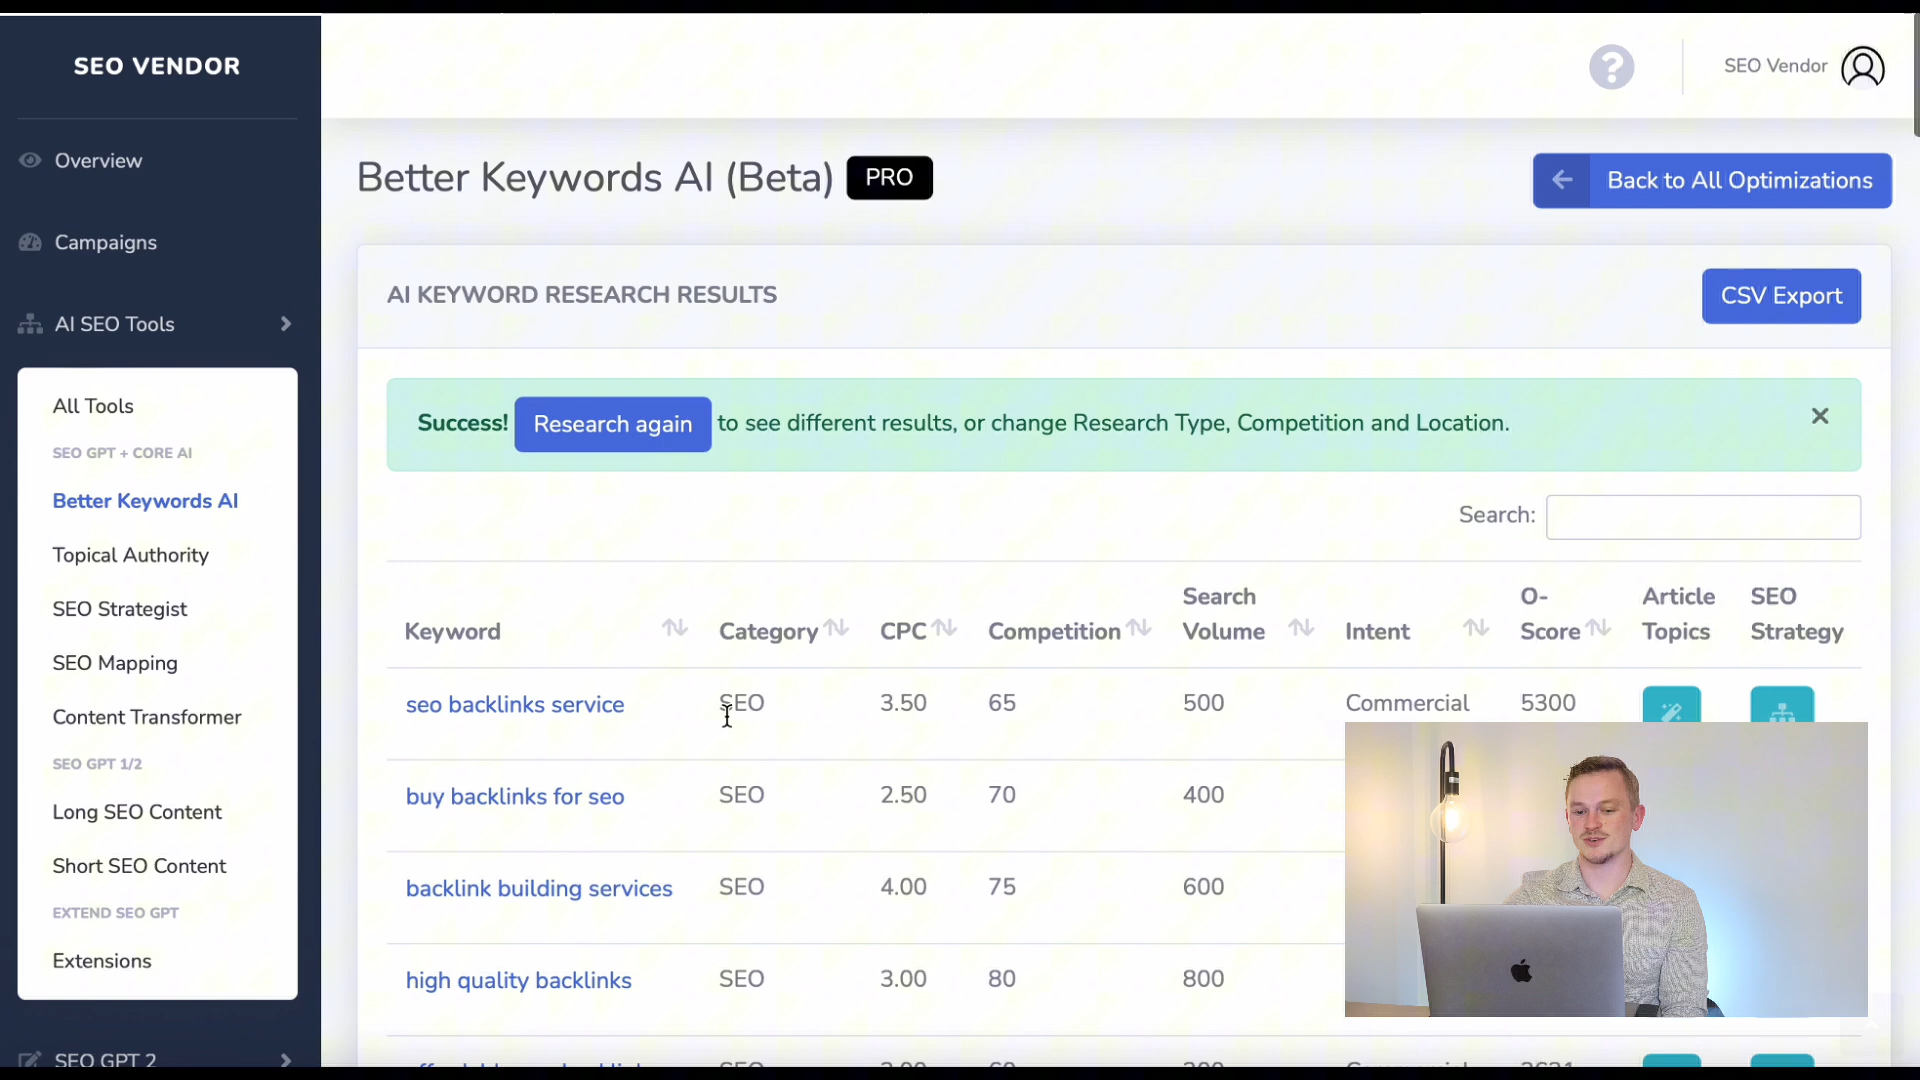 SEO VENDOR
SEO Vendor
Overview
Campaigns
AI SEO Tools
All Tools
SEO GPT + CORE AI
Better Keywords AI
Topical Authority
SEO Strategist
SEO Mapping
Content Transformer
SEO GPT 1/2
Long SEO Content
Short SEO Content
EXTEND SEO GPT
Extensions
SEO GPT 2
Better Keywords AI (Beta) PRO
Back to All Optimizations
AI KEYWORD RESEARCH RESULTS
CSV Export
Success! Research again to see different results, or change Research Type, Competition and Location.
Search:
Keyword Category CPC Competition Search Volume Intent O-Score Article Topics SEO Strategy
seo backlinks service SEO 3.50 65 500 Commercial 5300
buy backlinks for seo SEO 2.50 70 400
backlink building services SEO 4.00 75 600
high quality backlinks SEO 3.00 80 800